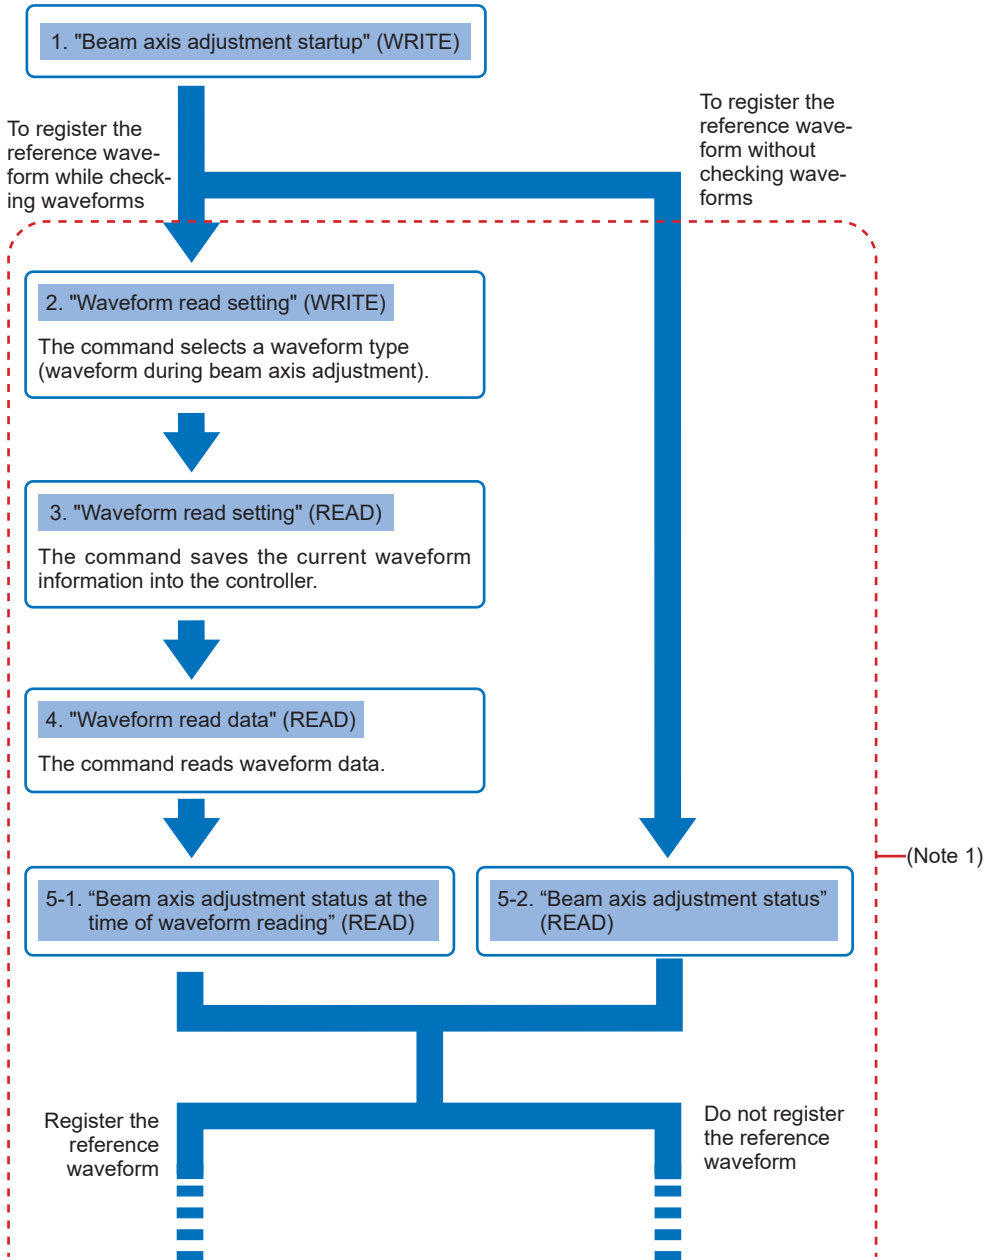 1. "Beam axis adjustment startup" (WRITE)
To register the
reference wave-
form while check-
ing waveforms
To register the
reference wave-
form without
checking wave-
forms
2. "Waveform read setting" (WRITE)
The command selects a waveform type
(waveform during beam axis adjustment).
3. "Waveform read setting" (READ)
The command saves the current waveform
information into the controller.
4. "Waveform read data" (READ)
The command reads waveform data.
5-1. “Beam axis adjustment status at the
time of waveform reading” (READ)
5-2. “Beam axis adjustment status”
(READ)
(Note 1)
Register the
reference
waveform
Do not register
the reference
waveform